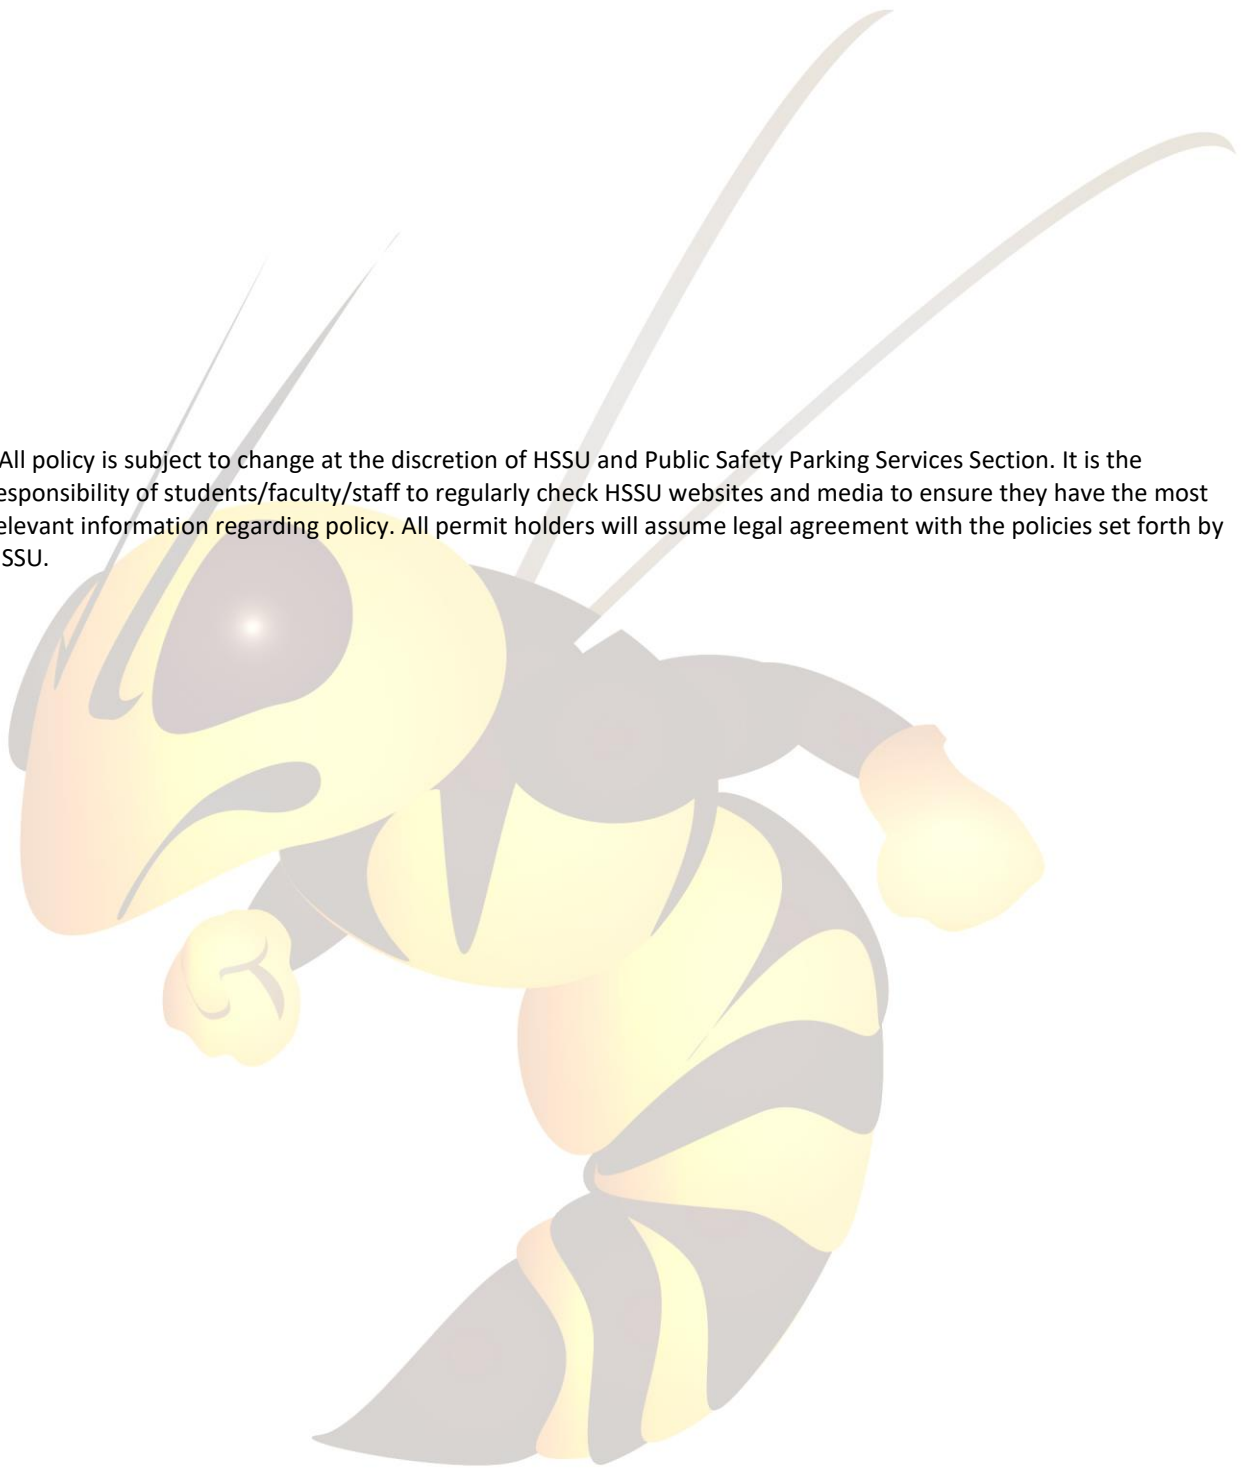 All policy is subject to change at the discretion of HSSU and Public Safety Parking Services Section. It is the
esponsibility of students/faculty/staff to regularly check HSSU websites and media to ensure they have the most
elevant information regarding policy. All permit holders will assume legal agreement with the policies set forth by
SSU.